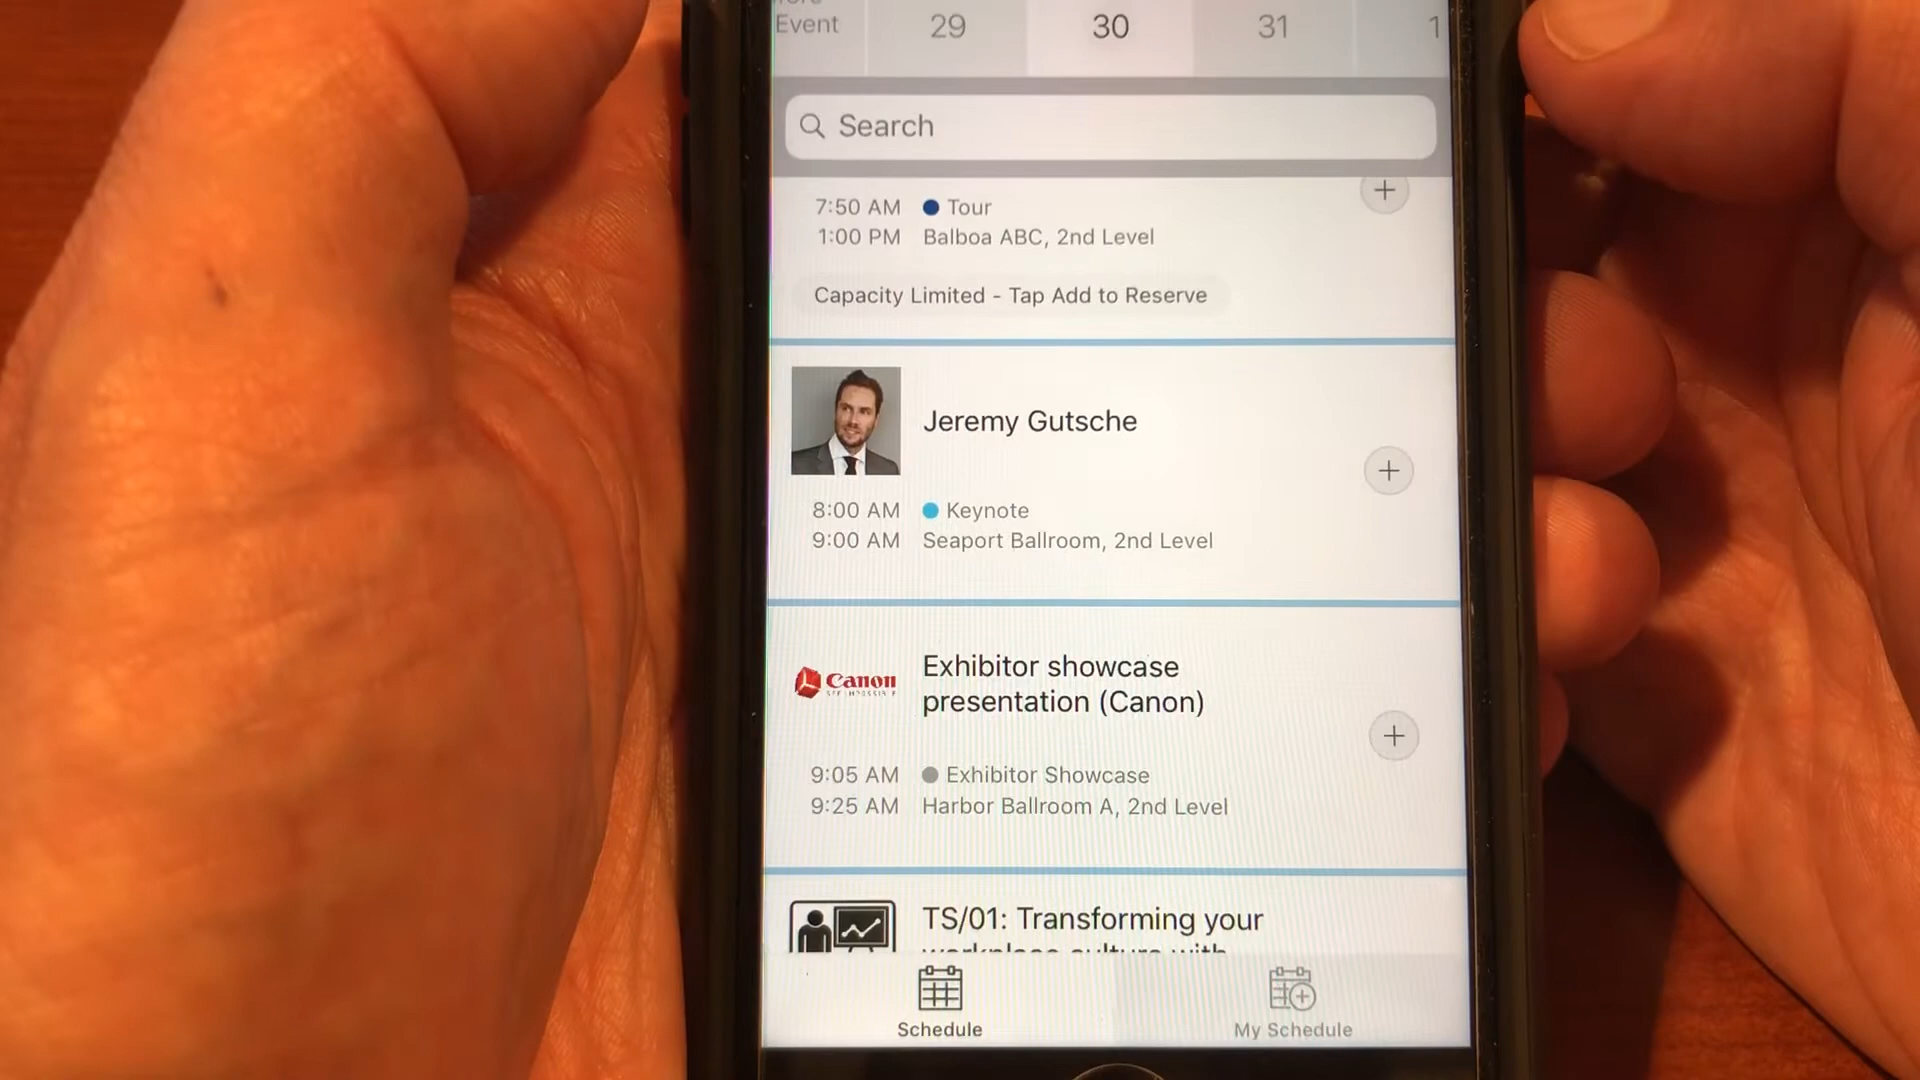 Event
29
30
31
1
Search
7:50 AM Tour
1:00 PM Balboa ABC, 2nd Level
Capacity Limited - Tap Add to Reserve
Jeremy Gutsche
8:00 AM Keynote
9:00 AM Seaport Ballroom, 2nd Level
Canon
Exhibitor showcase
presentation (Canon)
9:05 AM Exhibitor Showcase
9:25 AM Harbor Ballroom A, 2nd Level
TS/01: Transforming your
workplace culture with
Schedule
My Schedule